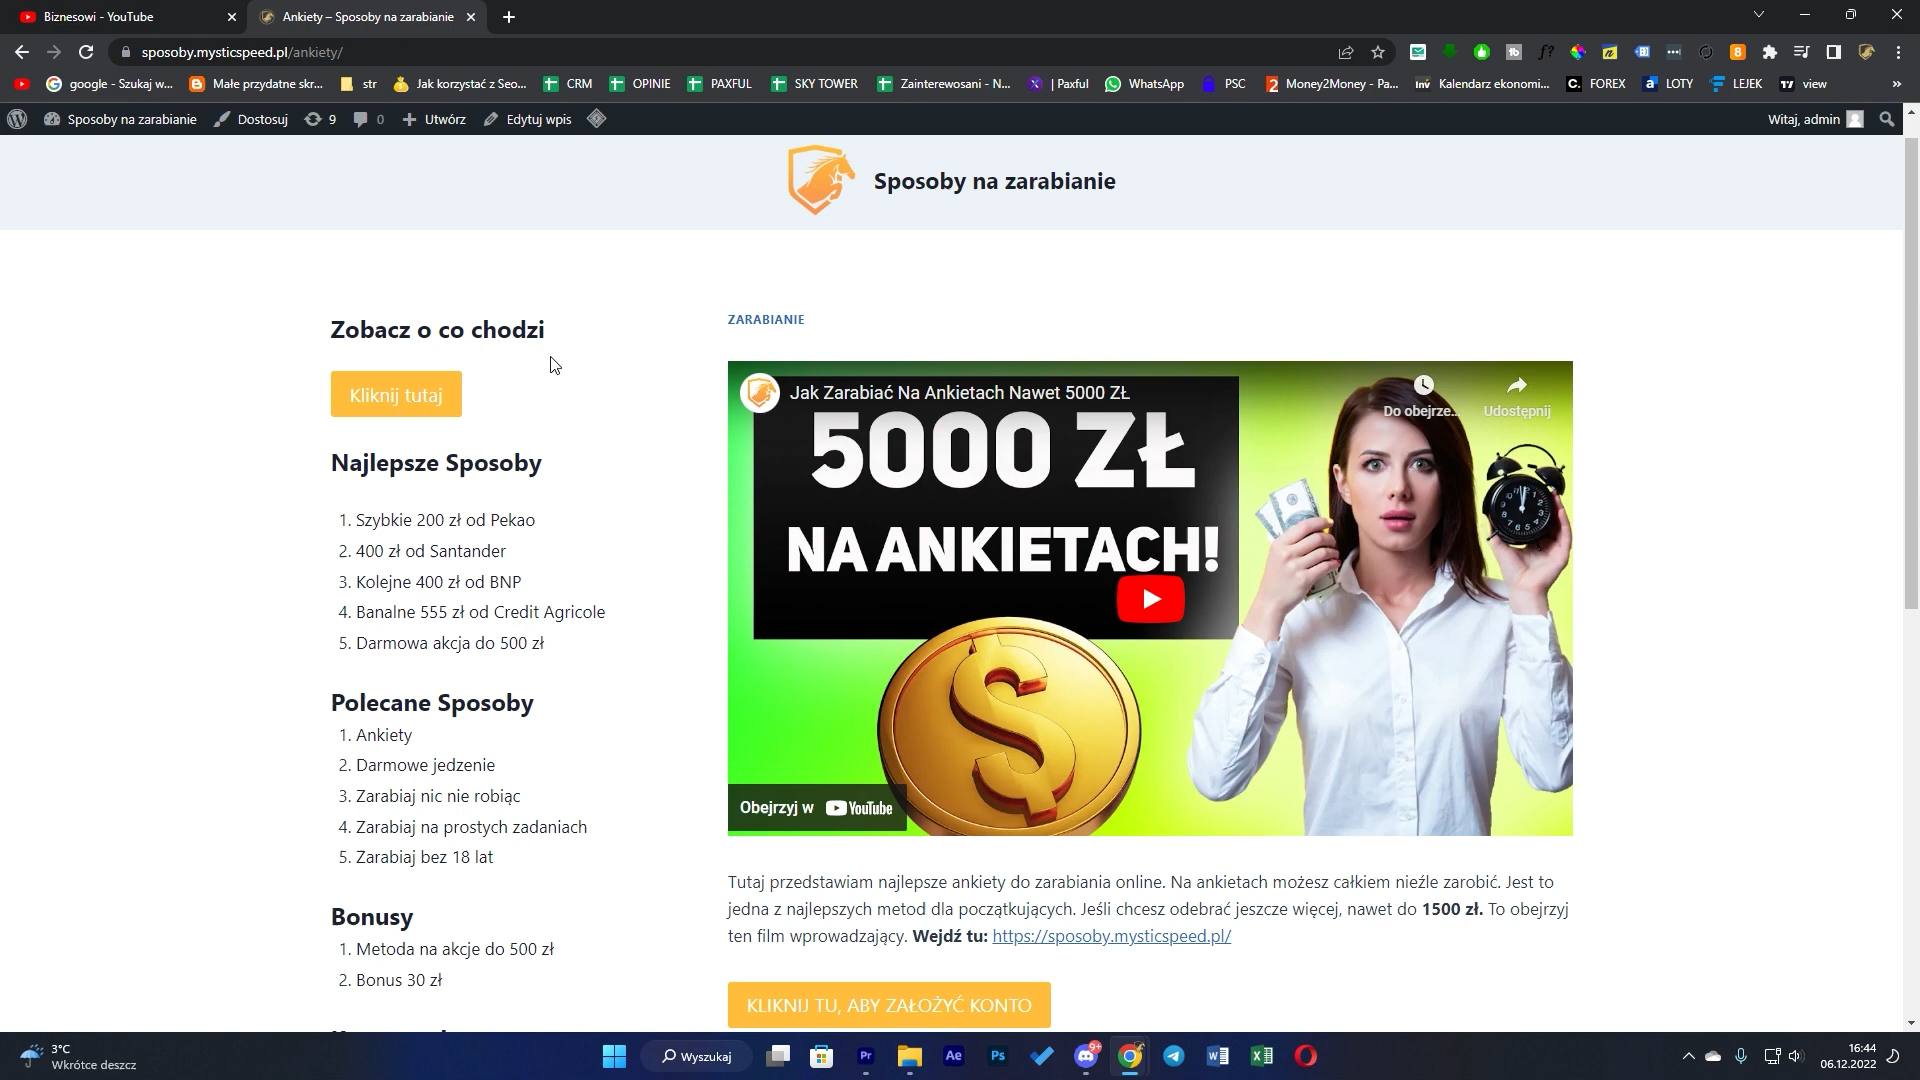 Biznesowi - YouTube
Ankiety – Sposoby na zarabianie
sposoby.mysticspeed.pl/ankiety/
google - Szukaj w...
Małe przydatne skr...
str
Jak korzystać z Seo...
CRM
OPINIE
PAXFUL
SKY TOWER
Zainterewosani - N...
| Paxful
WhatsApp
PSC
Money2Money - Pa...
Kalendarz ekonomi...
FOREX
LOTY
LEJEK
view
Sposoby na zarabianie
Dostosuj
9
0
Utwórz
Edytuj wpis
Witaj, admin
Sposoby na zarabianie
Zobacz o co chodzi
Kliknij tutaj
Najlepsze Sposoby
1. Szybkie 200 zł od Pekao
2. 400 zł od Santander
3. Kolejne 400 zł od BNP
4. Banalne 555 zł od Credit Agricole
5. Darmowa akcja do 500 zł
Polecane Sposoby
1. Ankiety
2. Darmowe jedzenie
3. Zarabiaj nic nie robiąc
4. Zarabiaj na prostych zadaniach
5. Zarabiaj bez 18 lat
Bonusy
1. Metoda na akcje do 500 zł
2. Bonus 30 zł
ZARABIANIE
Jak Zarabiać Na Ankietach Nawet 5000 ZŁ
Do obejrze...
Udostępnij
5000 ZŁ
NA ANKIETACH!
Obejrzyj w YouTube
Tutaj przedstawiam najlepsze ankiety do zarabiania online. Na ankietach możesz całkiem nieźle zarobić. Jest to
jedna z najlepszych metod dla początkujących. Jeśli chcesz odebrać jeszcze więcej, nawet do 1500 zł. To obejrzyj
ten film wprowadzający. Wejdź tu: https://sposoby.mysticspeed.pl/
KLIKNIJ TU, ABY ZAŁOŻYĆ KONTO
3°C
Wkrótce deszcz
Wyszukaj
Pr
Ae
Ps
9+
16:44
06.12.2022